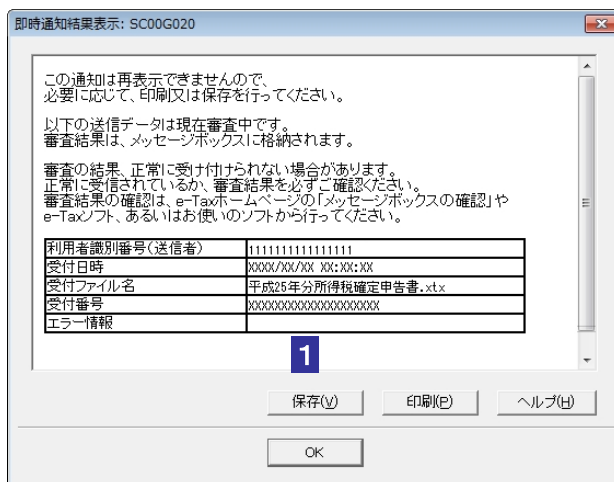 即時通知結果表示: SC00G020
この通知は再表示できませんので、
必要に応じて、印刷又は保存を行ってください。
以下の送信データは現在審査中です。
審査結果は、メッセージボックスに格納されます。
審査の結果、正常に受け付けられない場合があります。
正常に受信されているか、審査結果を必ずご確認ください。
審査結果の確認は、e-Taxホームページの「メッセージボックスの確認」や
e-Taxソフト、あるいはお使いのソフトから行ってください。
利用者識別番号(送信者) 1111111111111111
受付日時 XXXX/XX/XX XX:XX:XX
受付ファイル名 平成25年分所得税確定申告書.xtx
受付番号 XXXXXXXXXXXXXXXXXXXX
エラー情報
1
保存(V) 印刷(P) ヘルプ(H)
OK